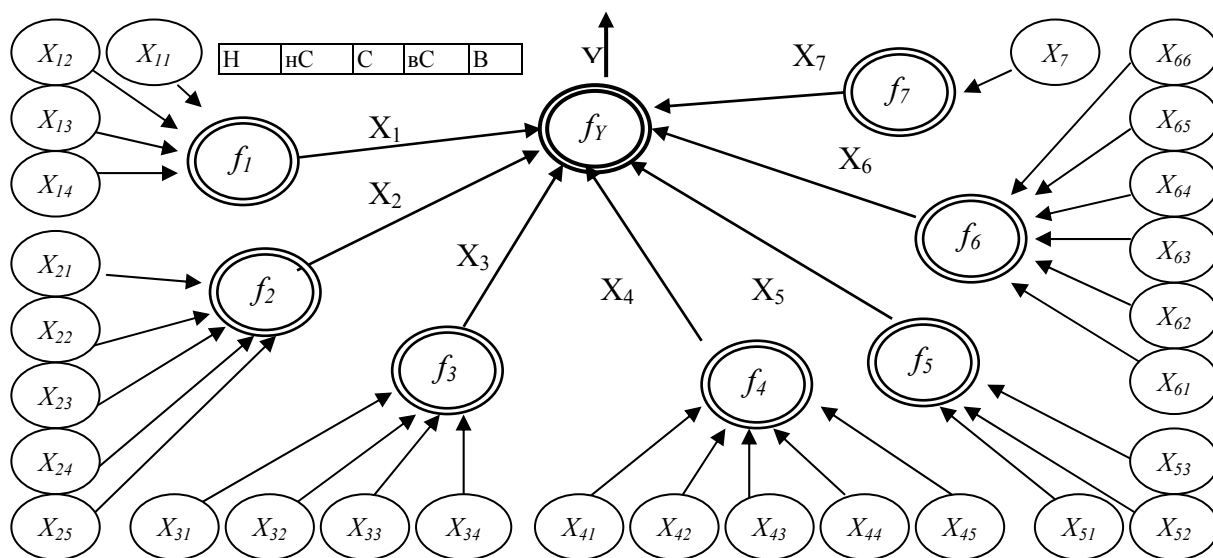 X12 X11 Н нС С вС В Y X7 X7 X66
X13 X1 fY f7 X65
X14 f1 X2 X6 X64
X21 f2 X3 X4 X5 f6 X63
X22 X62
X23 f3 f4 f5 X61
X24 X53
X25 X31 X32 X33 X34 X41 X42 X43 X44 X45 X51 X52